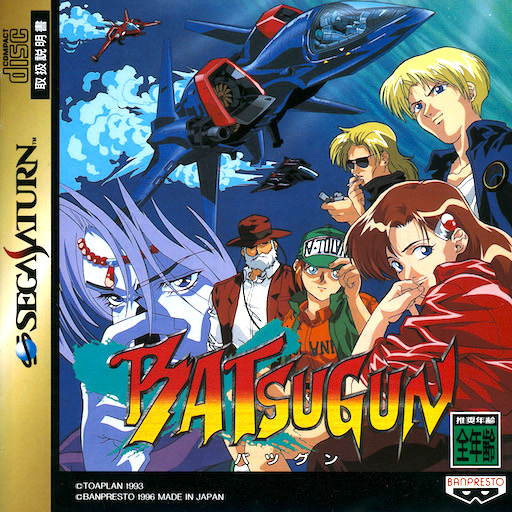 COMPACT
disc
取扱説明書
SEGA SATURN™
BATSUGUN
バツグン
©TOAPLAN 1993
©BANPRESTO 1996 MADE IN JAPAN
推奨年齢
全年齢
BANPRESTO